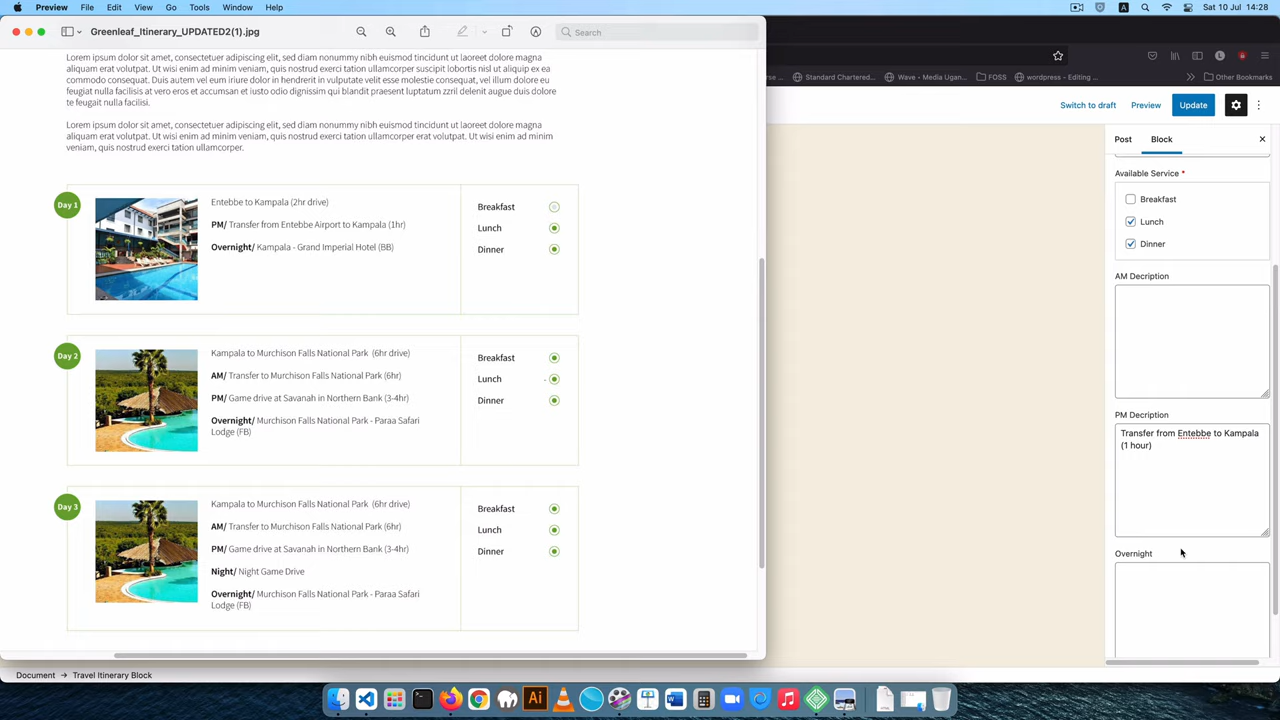 Preview File Edit View Go Tools Window Help
A
Sat 10 Jul 14:28
Greenleaf_Itinerary_UPDATED2(1).jpg
Search
Lorem ipsum dolor sit amet, consectetuer adipiscing elit, sed diam nonummy nibh euismod tincidunt ut laoreet dolore magna
aliquam erat volutpat. Ut wisi enim ad minim veniam, quis nostrud exerci tation ullamcorper suscipit lobortis nisl ut aliquip ex ea
commodo consequat. Duis autem vel eum iriure dolor in hendrerit in vulputate velit esse molestie consequat, vel illum dolore eu
feugiat nulla facilisis at vero eros et accumsan et iusto odio dignissim qui blandit praesent luptatum zzril delenit augue duis dolore
te feugait nulla facilisi.
Lorem ipsum dolor sit amet, consectetuer adipiscing elit, sed diam nonummy nibh euismod tincidunt ut laoreet dolore magna
aliquam erat volutpat. Ut wisi enim ad minim veniam, quis nostrud exerci tation ullamcorper. Ut wisi enim ad minim
veniam, quis nostrud exerci tation ullamcorper.
Day 1
Entebbe to Kampala (2hr drive)
PM/ Transfer from Entebbe Airport to Kampala (1hr)
Overnight/ Kampala - Grand Imperial Hotel (BB)
Breakfast
Lunch
Dinner
Day 2
Kampala to Murchison Falls National Park (6hr drive)
AM/ Transfer to Murchison Falls National Park (6hr)
PM/ Game drive at Savanah in Northern Bank (3-4hr)
Overnight/ Murchison Falls National Park - Paraa Safari
Lodge (FB)
Breakfast
Lunch
Dinner
Day 3
Kampala to Murchison Falls National Park (6hr drive)
AM/ Transfer to Murchison Falls National Park (6hr)
PM/ Game drive at Savanah in Northern Bank (3-4hr)
Night/ Night Game Drive
Overnight/ Murchison Falls National Park - Paraa Safari
Lodge (FB)
Breakfast
Lunch
Dinner
Standard Chartered... Wave - Media Ugan... FOSS wordpress - Editing ... Other Bookmarks
Switch to draft Preview Update
Post Block
Available Service *
Breakfast
Lunch
Dinner
AM Decription
PM Decription
Transfer from Entebbe to Kampala
(1 hour)
Overnight
Document → Travel Itinerary Block
Ai